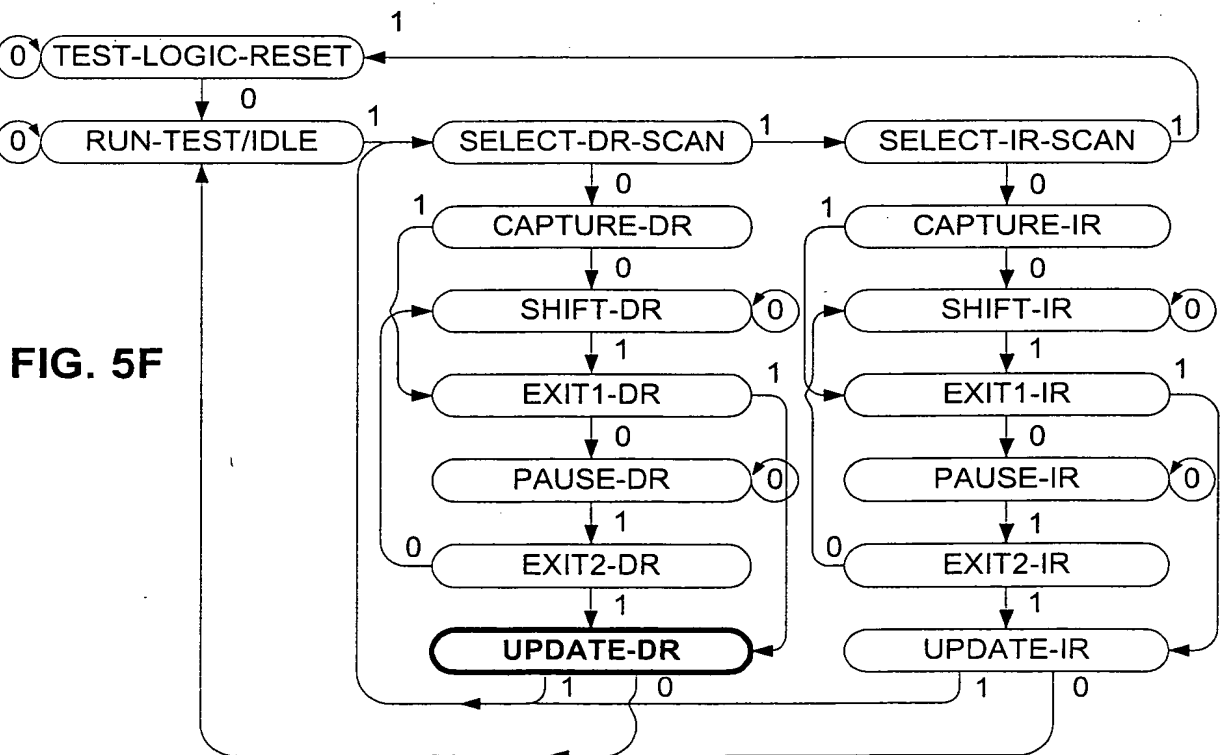 1
0 TEST-LOGIC-RESET
0
0 RUN-TEST/IDLE 1 SELECT-DR-SCAN 1 SELECT-IR-SCAN 1
0 0
1 CAPTURE-DR 1 CAPTURE-IR
0 0
SHIFT-DR 0 SHIFT-IR 0
1 1
FIG. 5F
EXIT1-DR 1 EXIT1-IR 1
0 0
PAUSE-DR 0 PAUSE-IR 0
1 1
0 EXIT2-DR 0 EXIT2-IR
1 1
UPDATE-DR UPDATE-IR
1 0 1 0